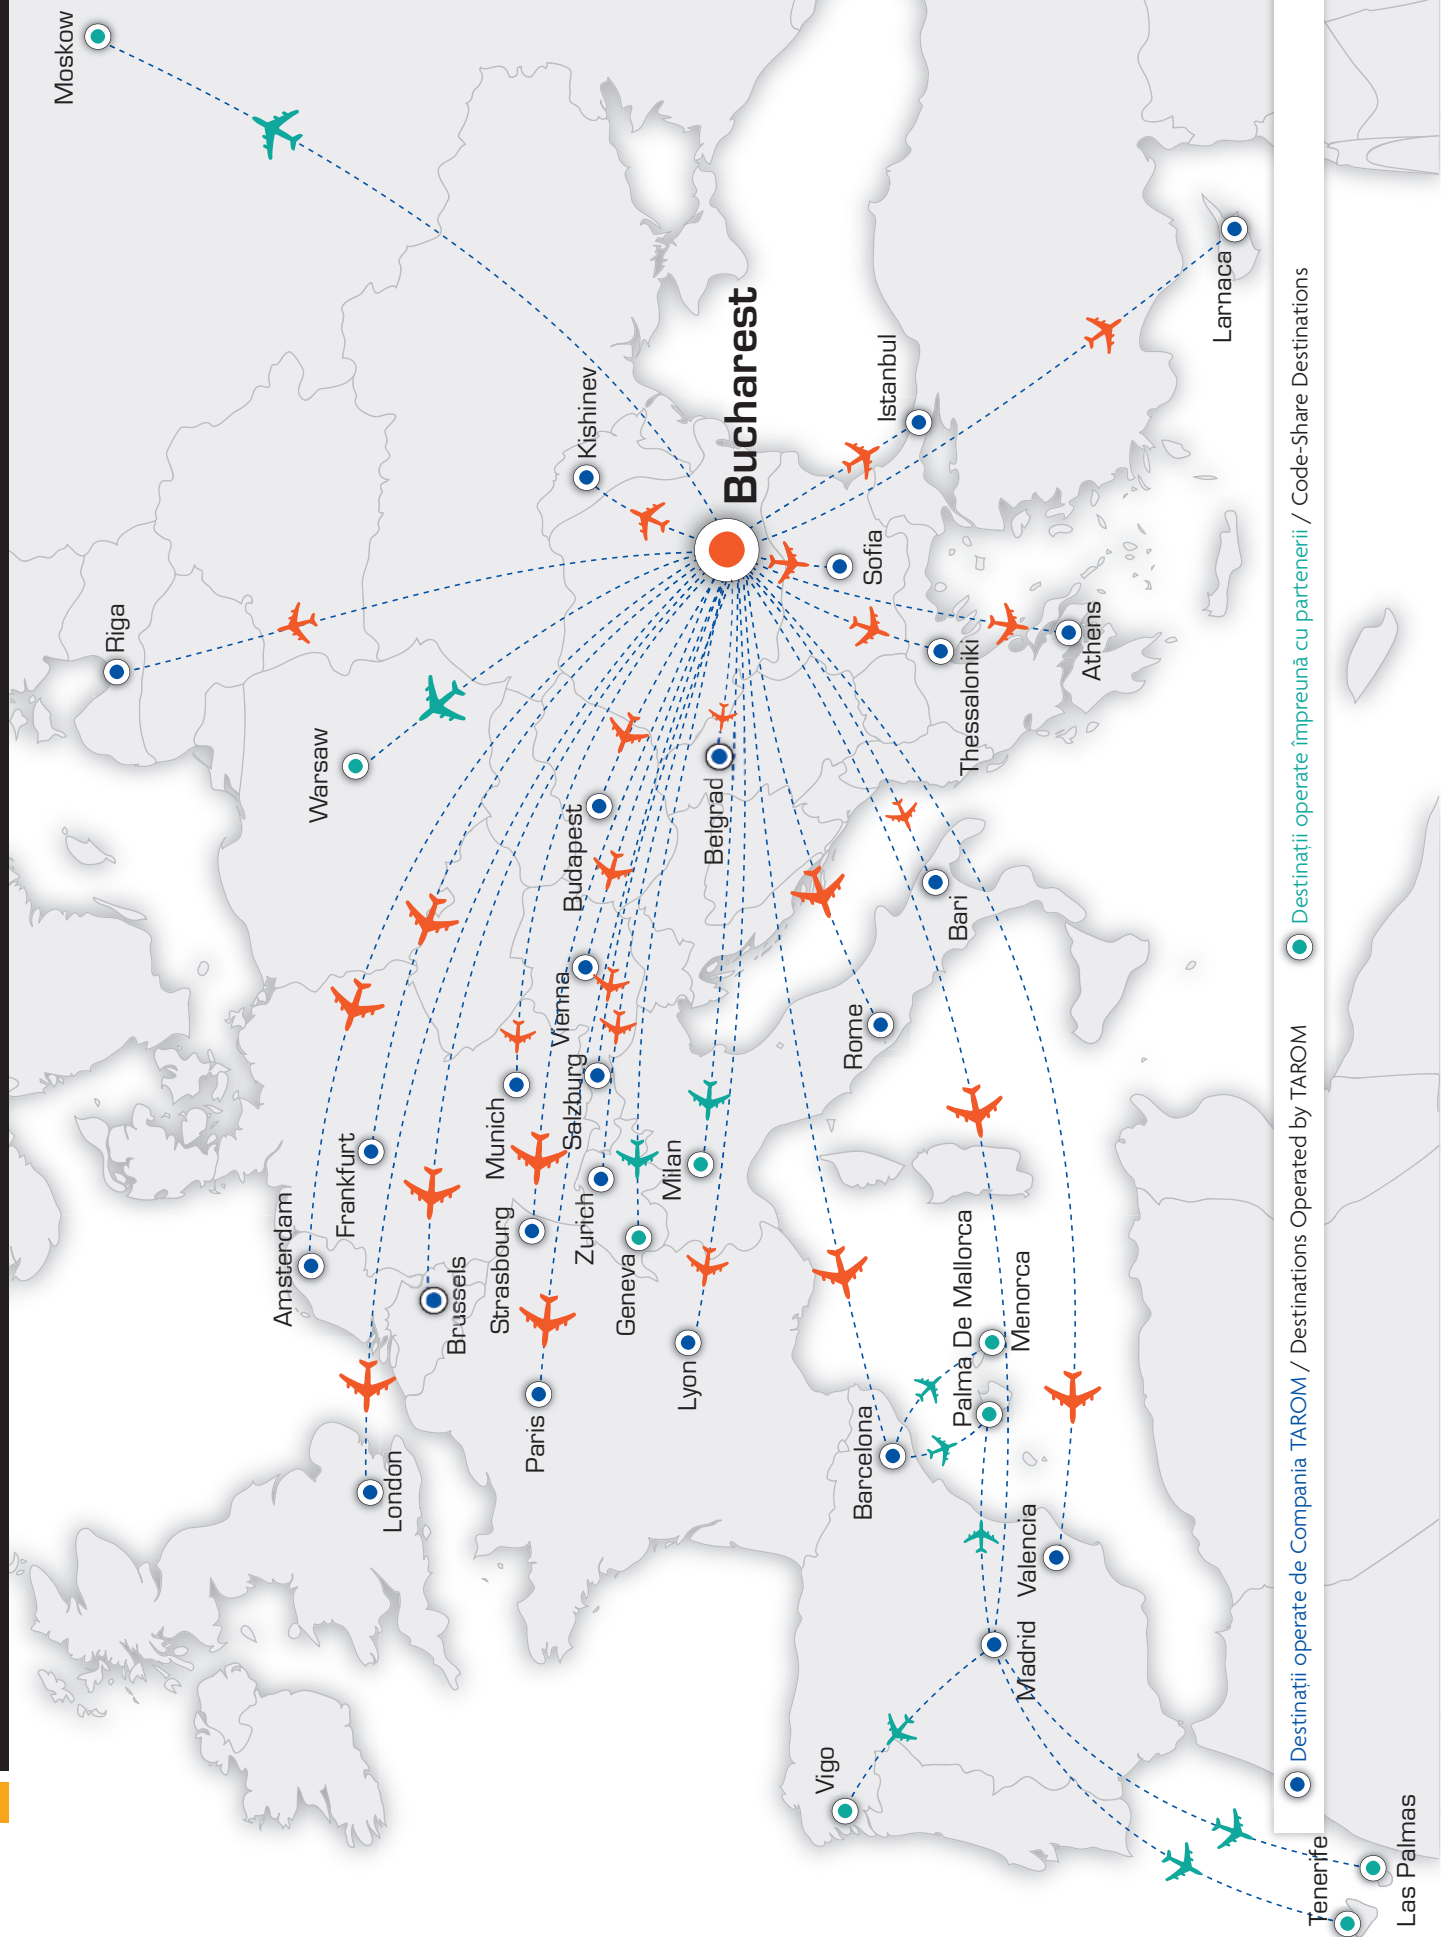 Moskow
Riga
Warsaw
Kishinev
Bucharest
Amsterdam
Frankfurt
London
Brussels
Munich
Strasbourg
Paris
Budapest
Vienna
Salzburg
Zurich
Geneva
Milan
Lyon
Belgrad
Istanbul
Sofia
Larnaca
Thessaloniki
Athens
Bari
Rome
Barcelona
Palma De Mallorca
Menorca
Valencia
Madrid
Vigo
Tenerife
Las Palmas
Destinații operate de Compania TAROM / Destinations Operated by TAROM
Destinații operate împreună cu partenerii / Code-Share Destinations